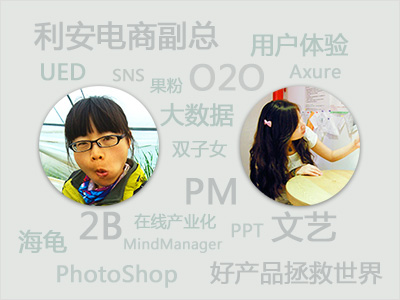 利安电商副总
用户体验
UED
SNS
果粉
O2O
Axure
大数据
双子女
PM
2B
在线产业化
PPT
文艺
海龟
MindManager
PhotoShop
好产品拯救世界